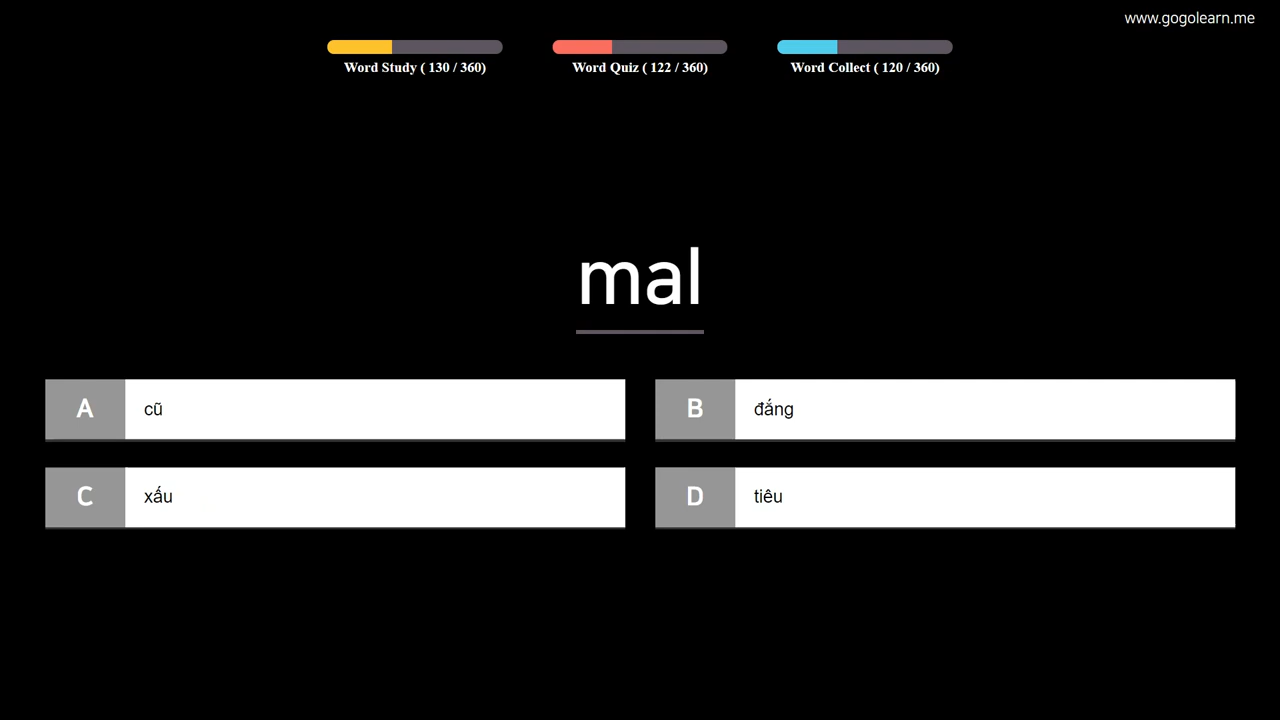 www.gogolearn.me
Word Study ( 130 / 360)
Word Quiz ( 122 / 360)
Word Collect ( 120 / 360)
mal
A cũ
B đắng
C xấu
D tiêu